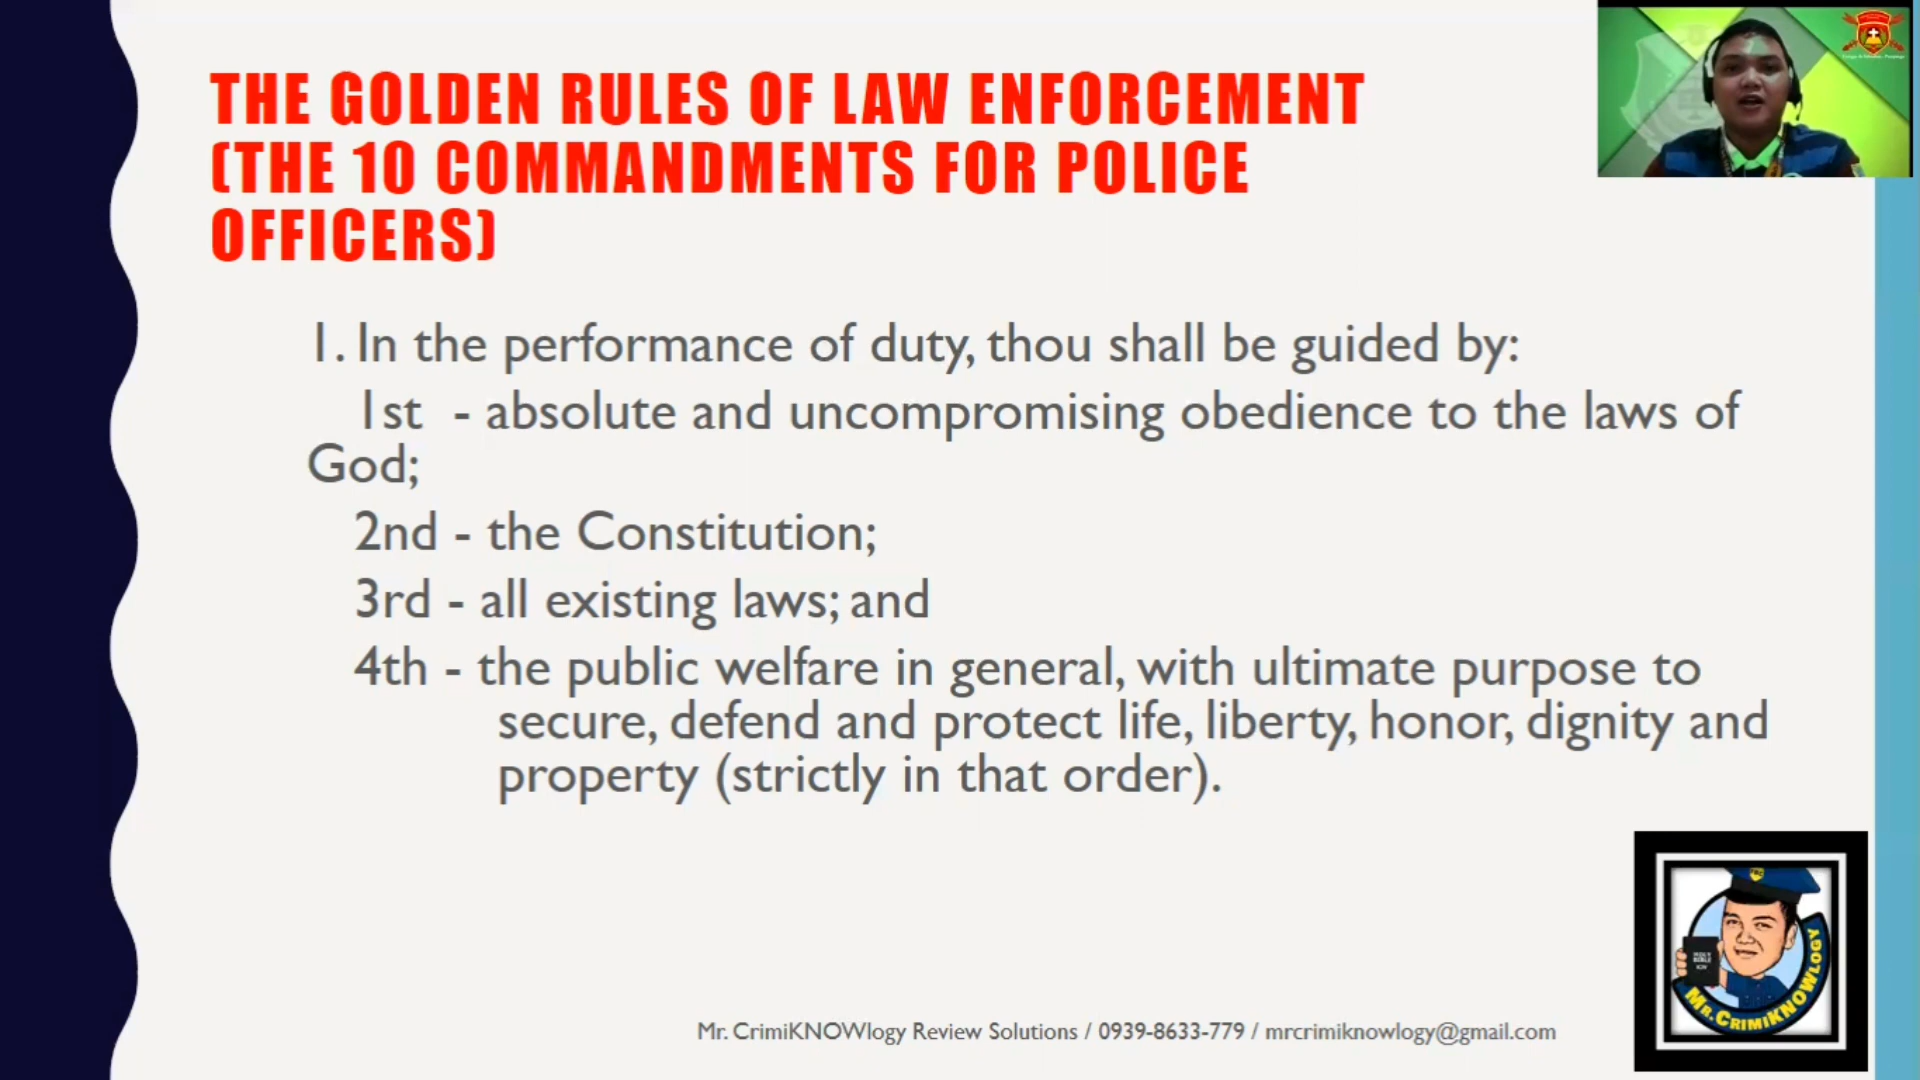 THE GOLDEN RULES OF LAW ENFORCEMENT
(THE 10 COMMANDMENTS FOR POLICE
OFFICERS)
1. In the performance of duty, thou shall be guided by:
1st - absolute and uncompromising obedience to the laws of
God;
2nd - the Constitution;
3rd - all existing laws; and
4th - the public welfare in general, with ultimate purpose to
secure, defend and protect life, liberty, honor, dignity and
property (strictly in that order).
HOLY
BIBLE
KJV
MR. CRIMIKNOWLOGY
Mr. CrimiKNOWlogy Review Solutions / 0939-8633-779 / mrcrimiknowlogy@gmail.com